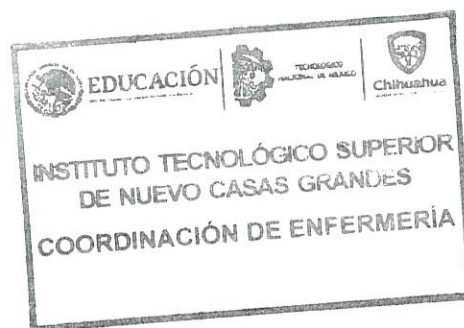 EDUCACIÓN
TECNOLÓGICO
NACIONAL DE MÉXICO
Chihuahua
INSTITUTO TECNOLÓGICO SUPERIOR
DE NUEVO CASAS GRANDES
COORDINACIÓN DE ENFERMERÍA